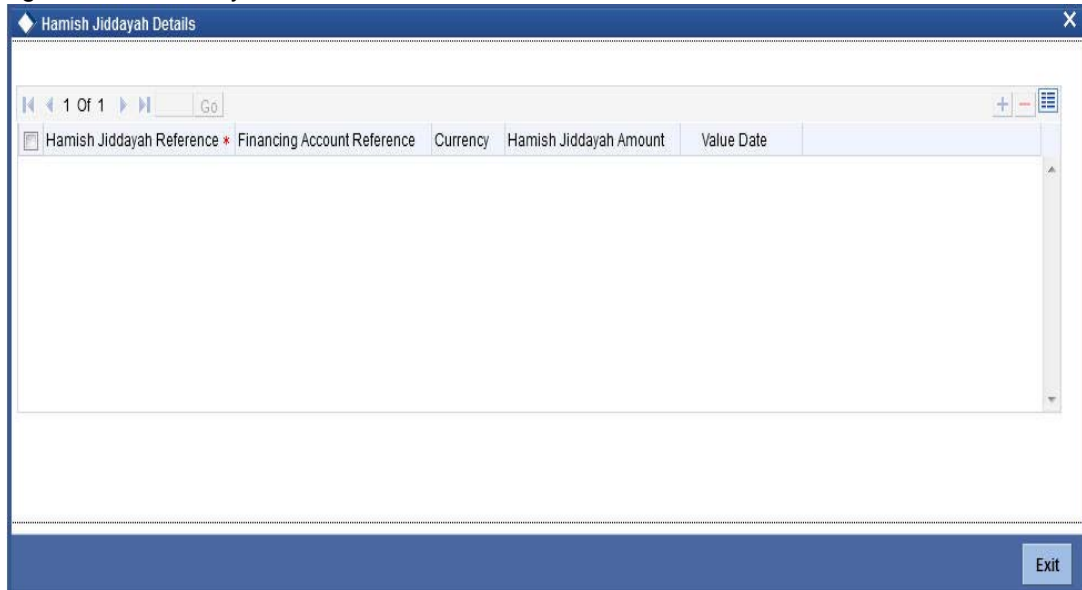 Hamish Jiddayah Details
1 Of 1 Go
Hamish Jiddayah Reference * Financing Account Reference Currency Hamish Jiddayah Amount Value Date
Exit